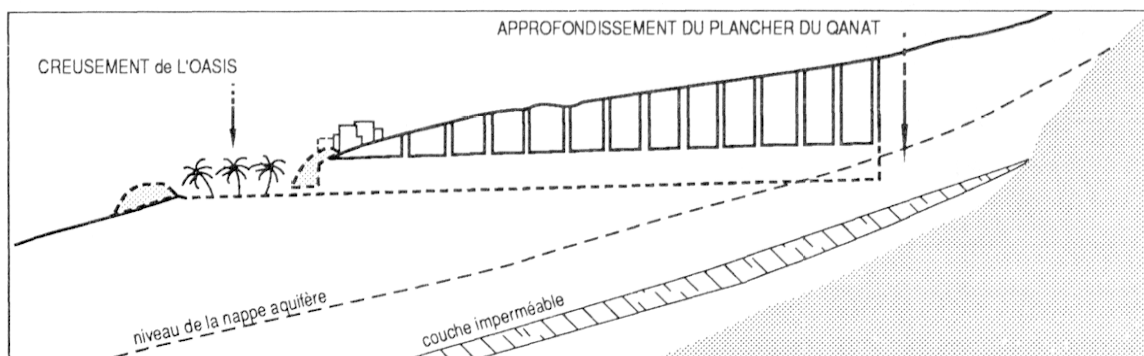 APPROFONDISSEMENT DU PLANCHER DU QANAT
CREUSEMENT de L'OASIS
niveau de la nappe aquifère
couche imperméable